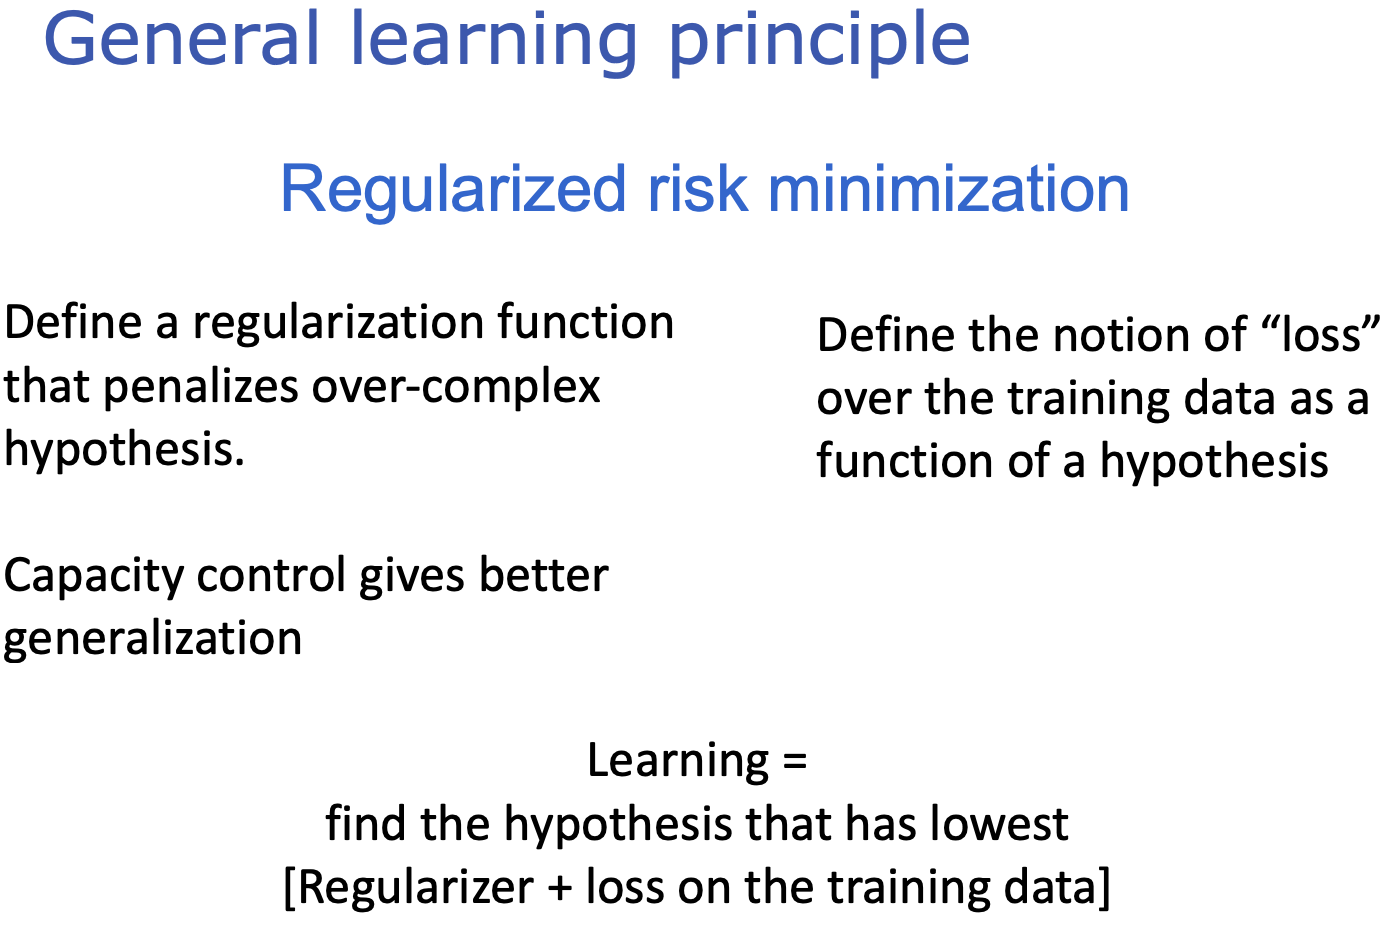 General learning principle
Regularized risk minimization
Define a regularization function
that penalizes over-complex
hypothesis.
Capacity control gives better
generalization
Define the notion of “loss”
over the training data as a
function of a hypothesis
Learning =
find the hypothesis that has lowest
[Regularizer + loss on the training data]